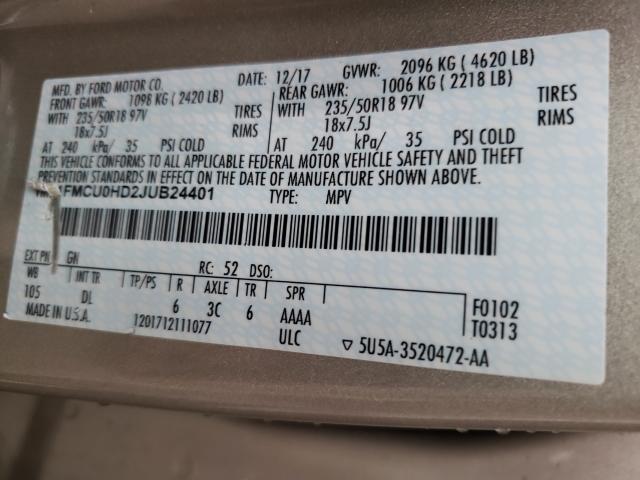 MFD. BY FORD MOTOR CO.
DATE: 12/17 GVWR: 2096 KG ( 4620 LB)
FRONT GAWR: 1098 KG ( 2420 LB)
REAR GAWR: 1006 KG ( 2218 LB)
WITH 235/50R18 97V TIRES
WITH 235/50R18 97V TIRES
18x7.5J RIMS
18x7.5J RIMS
AT 240 kPa/ 35 PSI COLD
AT 240 kPa/ 35 PSI COLD
THIS VEHICLE CONFORMS TO ALL APPLICABLE FEDERAL MOTOR VEHICLE SAFETY AND THEFT
PREVENTION STANDARDS IN EFFECT ON THE DATE OF MANUFACTURE SHOWN ABOVE.
FMCU0HD2JUB24401
TYPE: MPV
EXT PN: GN RC: 52 DSO:
WB INT TR TP/PS R AXLE TR SPR
105 DL 6 3C 6 AAAA
F0102
T0313
MADE IN U.S.A. 1201712111077 ULC
▽ 5U5A-3520472-AA